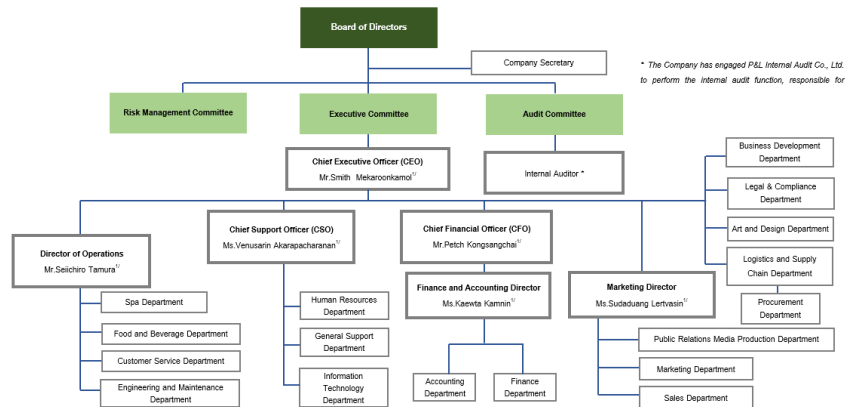 Board of Directors
Company Secretary
* The Company has engaged P&L Internal Audit Co., Ltd.
to perform the internal audit function, responsible for
Risk Management Committee
Executive Committee
Audit Committee
Chief Executive Officer (CEO)
Mr.Smith Mekaroonkamol 1/
Internal Auditor *
Business Development
Department
Legal & Compliance
Department
Art and Design Department
Logistics and Supply
Chain Department
Procurement
Department
Director of Operations
Mr.Seiichiro Tamura 1/
Chief Support Officer (CSO)
Ms.Venusarin Akarapacharanan 1/
Chief Financial Officer (CFO)
Mr.Petch Kongsangchai 1/
Finance and Accounting Director
Ms.Kaewta Kamnin 1/
Marketing Director
Ms.Sudaduang Lertvasin 1/
Spa Department
Food and Beverage Department
Customer Service Department
Engineering and Maintenance
Department
Human Resources
Department
General Support
Department
Information
Technology
Department
Accounting
Department
Finance
Department
Public Relations Media Production Department
Marketing Department
Sales Department